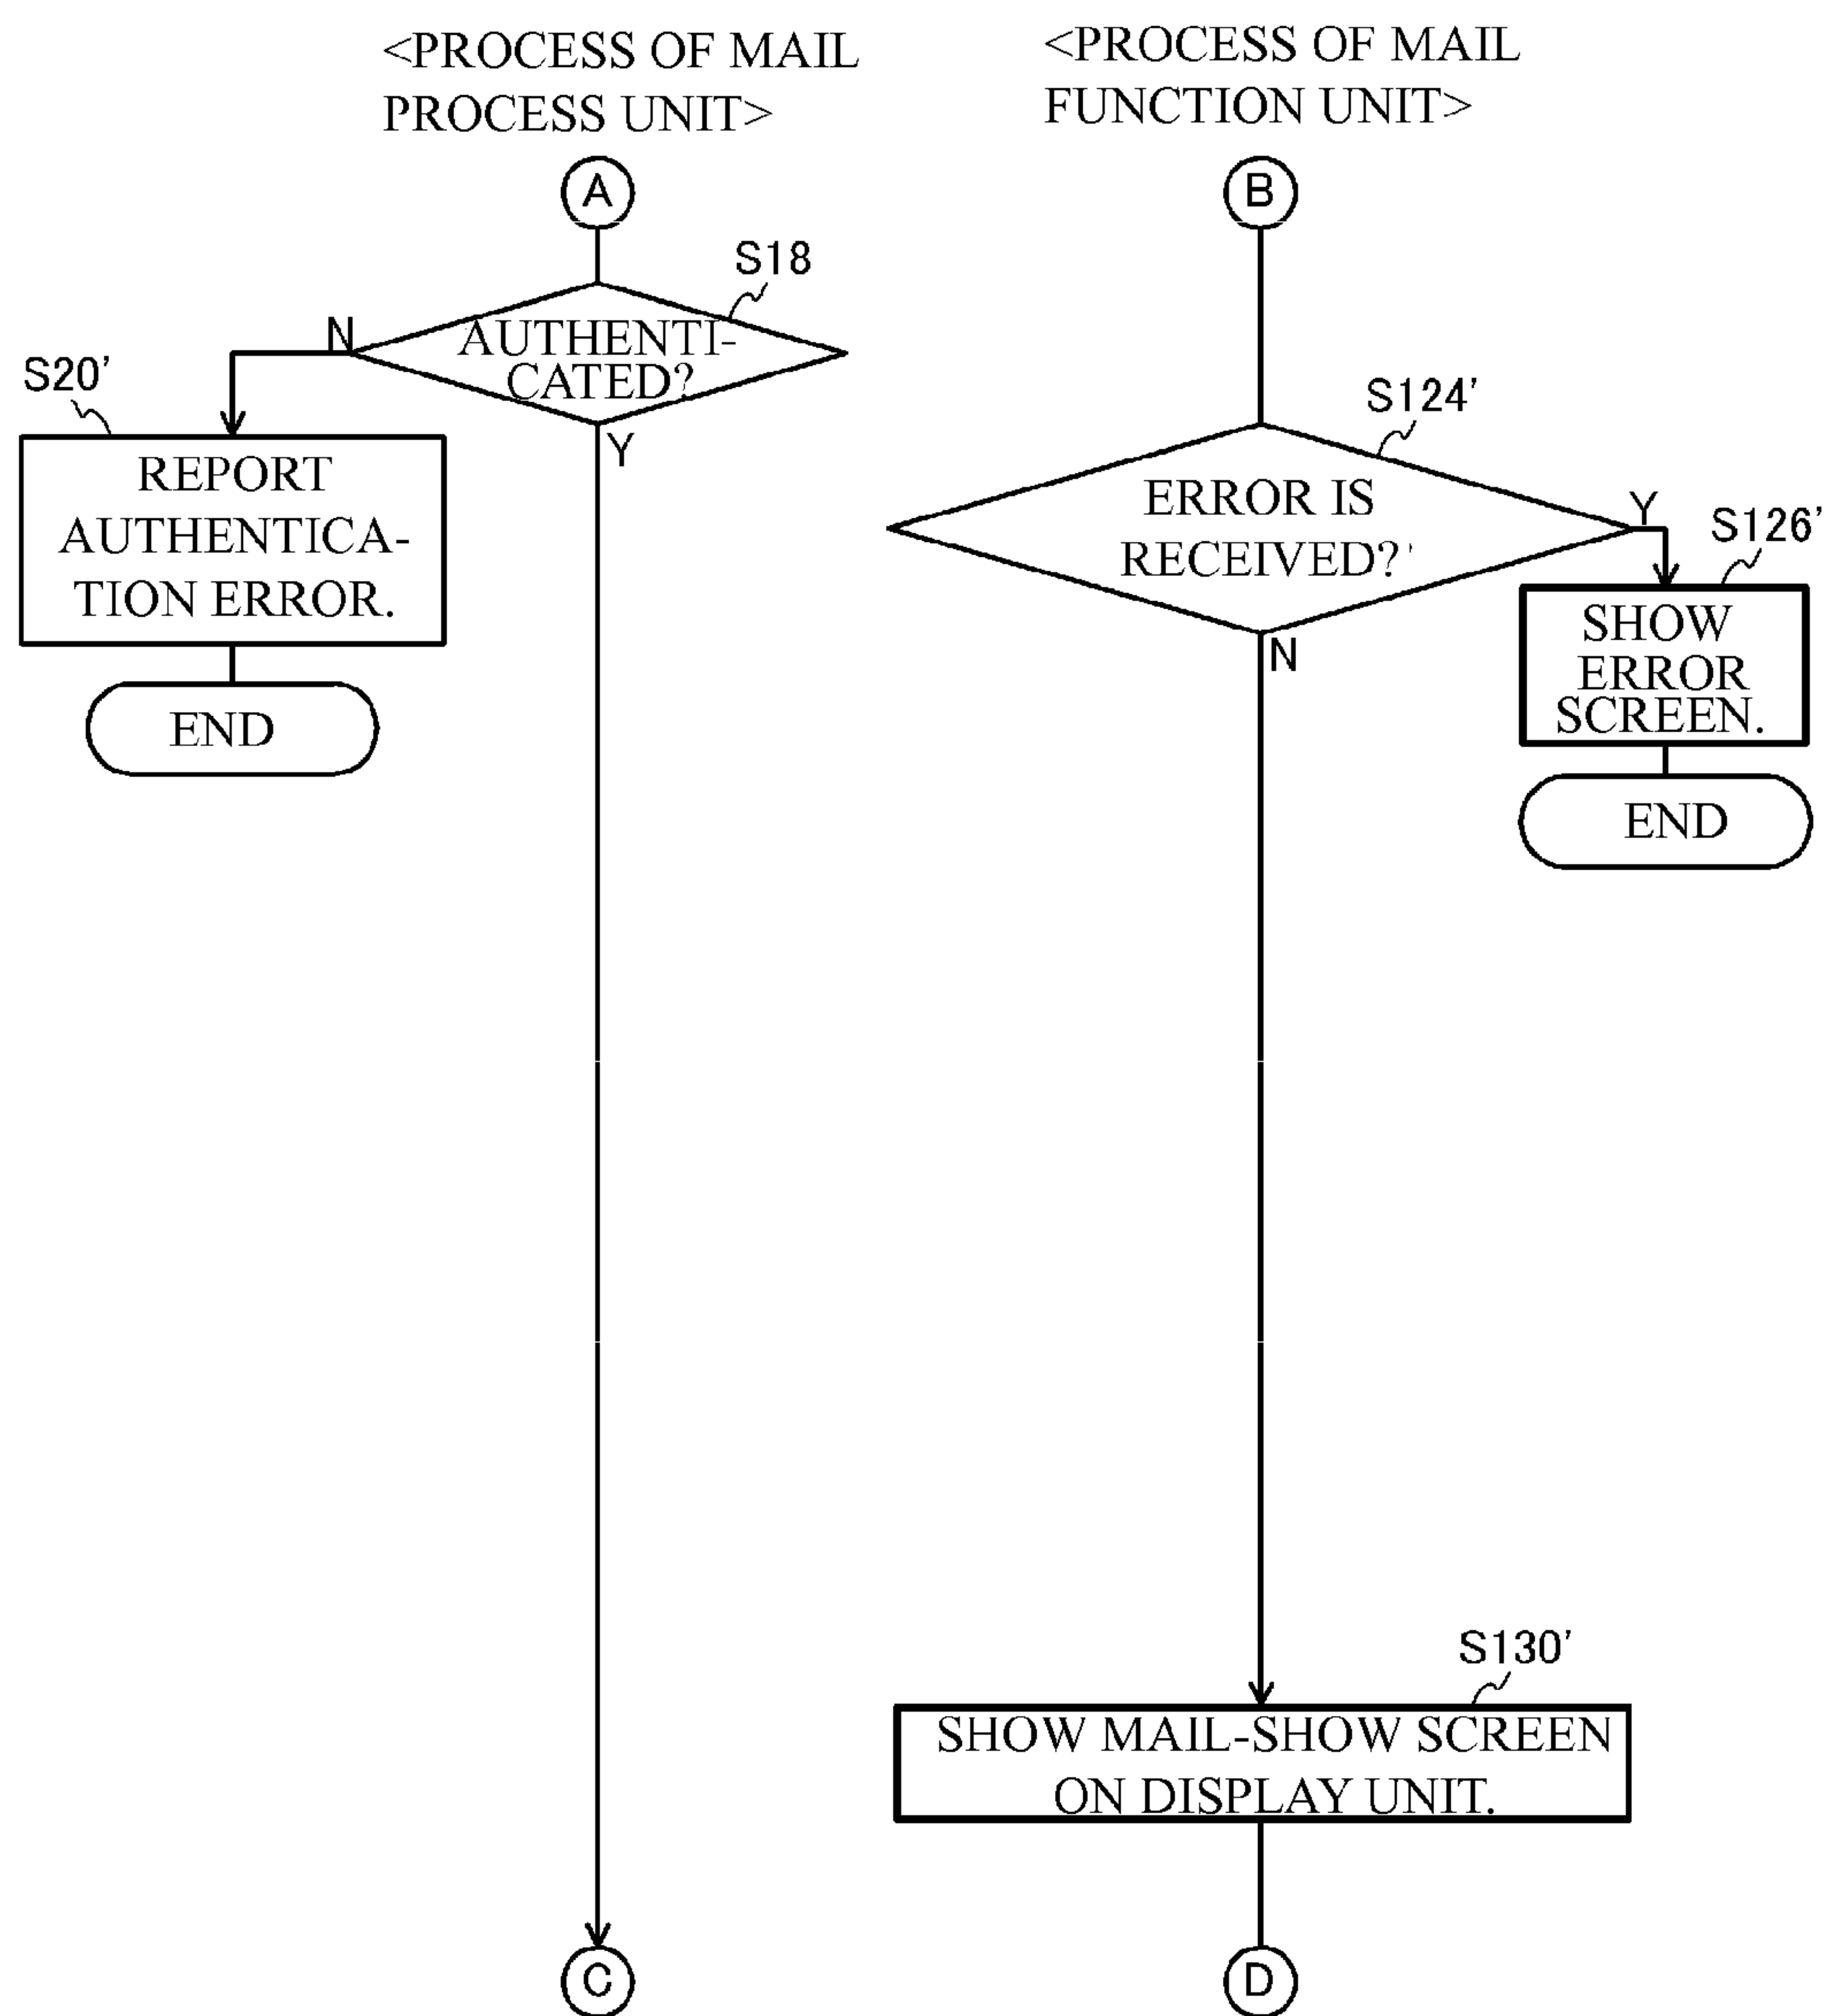 <PROCESS OF MAIL
PROCESS UNIT>
A
S18
AUTHENTI-
CATED?
N
Y
S20'
REPORT
AUTHENTICA-
TION ERROR.
END
C
<PROCESS OF MAIL
FUNCTION UNIT>
B
S124'
ERROR IS
RECEIVED?
Y
N
S126'
SHOW
ERROR
SCREEN.
END
S130'
SHOW MAIL-SHOW SCREEN
ON DISPLAY UNIT.
D